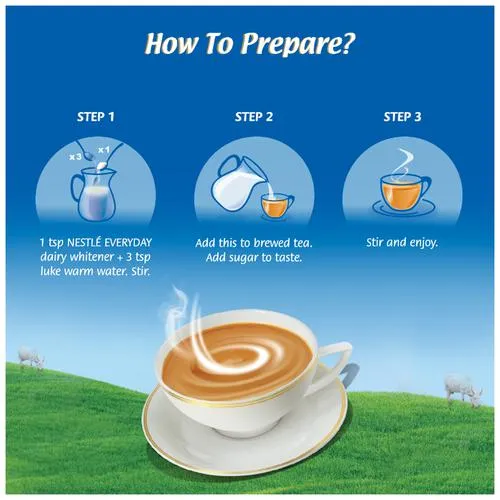 How To Prepare?
STEP 1
x3 x1
1 tsp NESTLÉ EVERYDAY
dairy whitener + 3 tsp
luke warm water. Stir.
STEP 2
Add this to brewed tea.
Add sugar to taste.
STEP 3
Stir and enjoy.